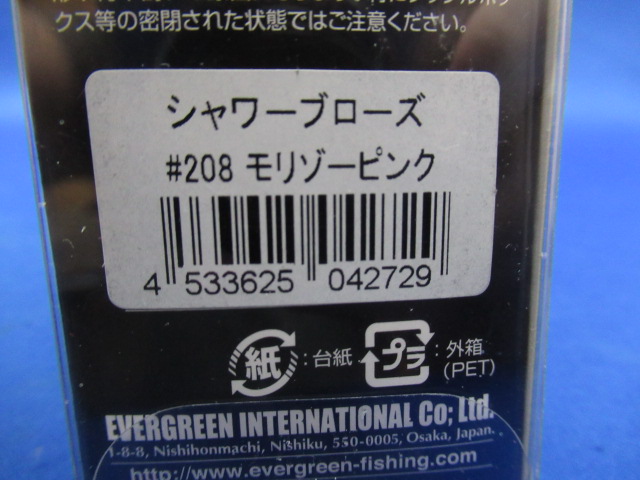 クス等の密閉された状態ではご注意ください。
シャワーブローズ
#208 モリゾーピンク
4 533625 042729
紙 :台紙 プラ :外箱
(PET)
EVERGREEN INTERNATIONAL Co; Ltd.
1-8-8, Nishihonmachi, Nishiku, 550-0005, Osaka, Japan.
http://www.evergreen-fishing.com